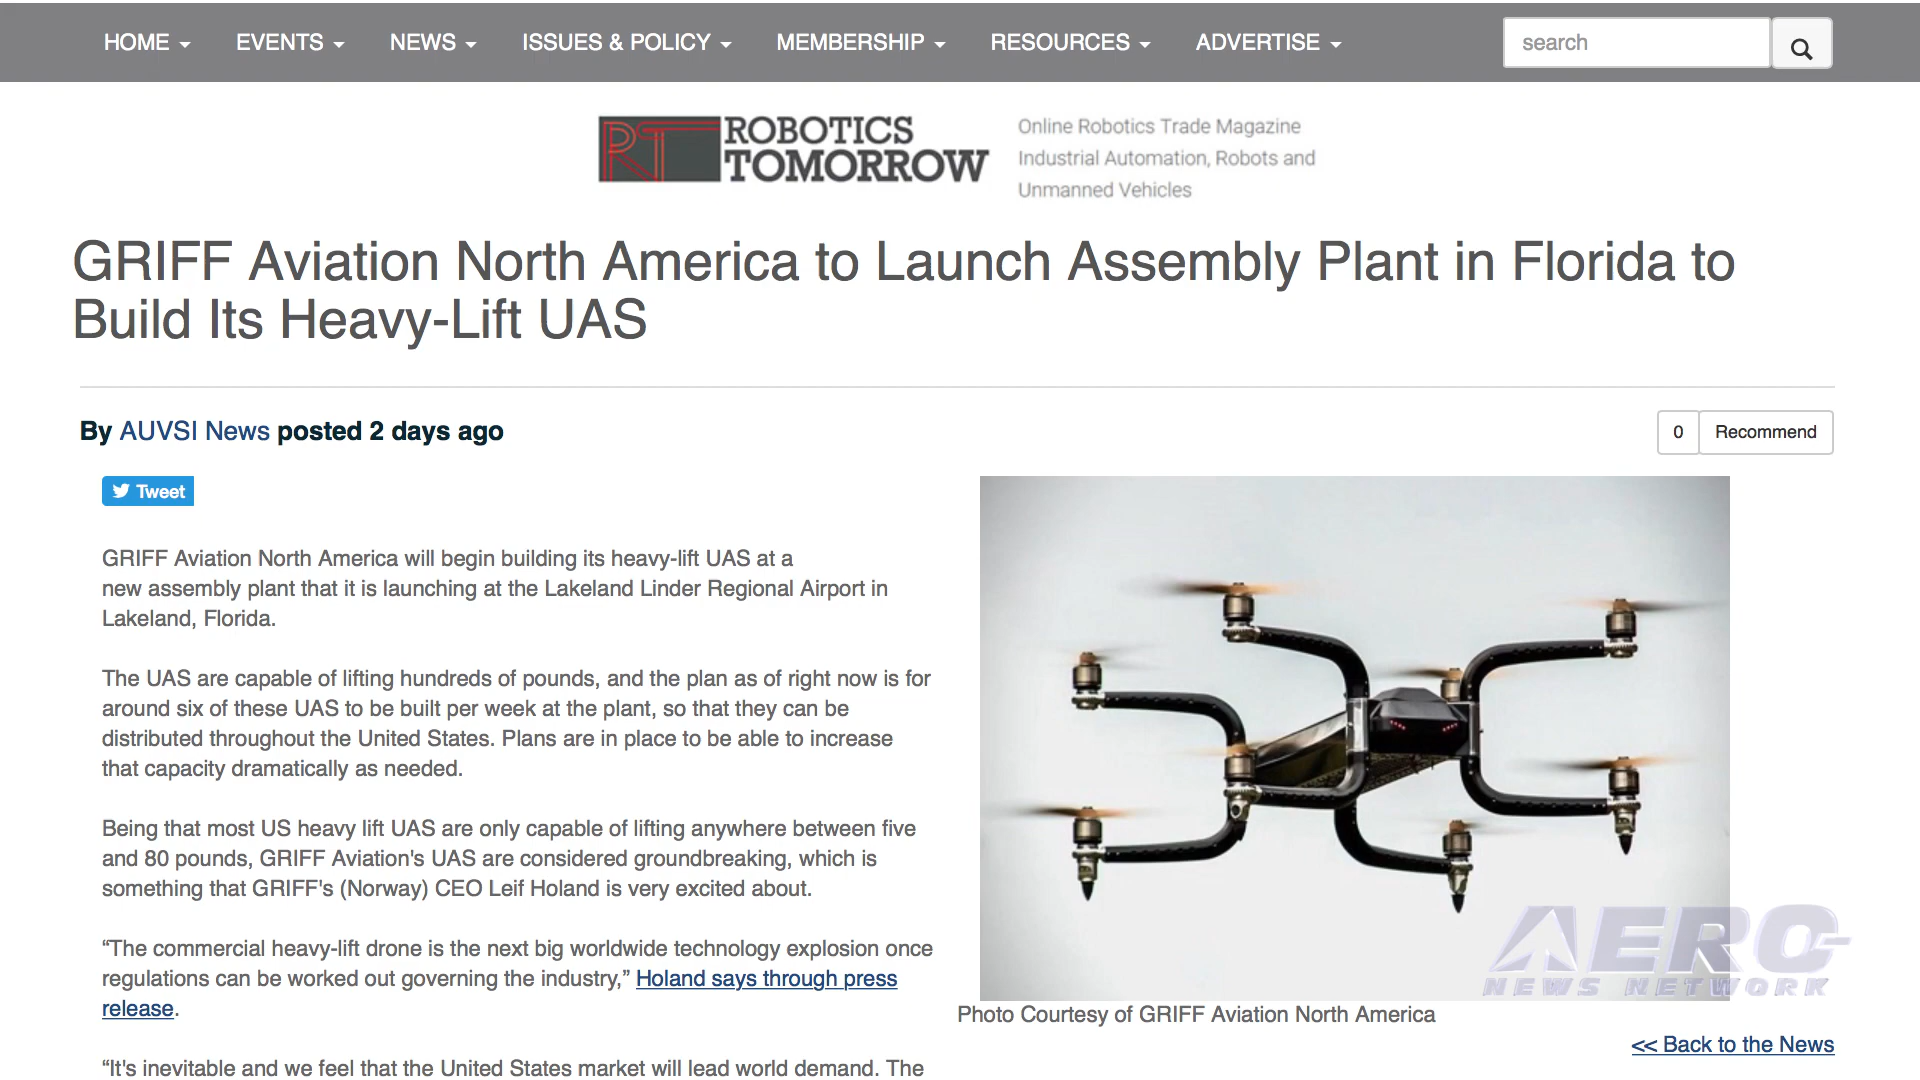 HOME EVENTS NEWS ISSUES & POLICY MEMBERSHIP RESOURCES ADVERTISE search
RT ROBOTICS TOMORROW
Online Robotics Trade Magazine
Industrial Automation, Robots and
Unmanned Vehicles
GRIFF Aviation North America to Launch Assembly Plant in Florida to
Build Its Heavy-Lift UAS
By AUVSI News posted 2 days ago
0 Recommend
Tweet
GRIFF Aviation North America will begin building its heavy-lift UAS at a
new assembly plant that it is launching at the Lakeland Linder Regional Airport in
Lakeland, Florida.
The UAS are capable of lifting hundreds of pounds, and the plan as of right now is for
around six of these UAS to be built per week at the plant, so that they can be
distributed throughout the United States. Plans are in place to be able to increase
that capacity dramatically as needed.
Being that most US heavy lift UAS are only capable of lifting anywhere between five
and 80 pounds, GRIFF Aviation's UAS are considered groundbreaking, which is
something that GRIFF's (Norway) CEO Leif Holand is very excited about.
“The commercial heavy-lift drone is the next big worldwide technology explosion once
regulations can be worked out governing the industry,” Holand says through press
release.
“It's inevitable and we feel that the United States market will lead world demand. The
AERO-
NEWS NETWORK
Photo Courtesy of GRIFF Aviation North America
<< Back to the News